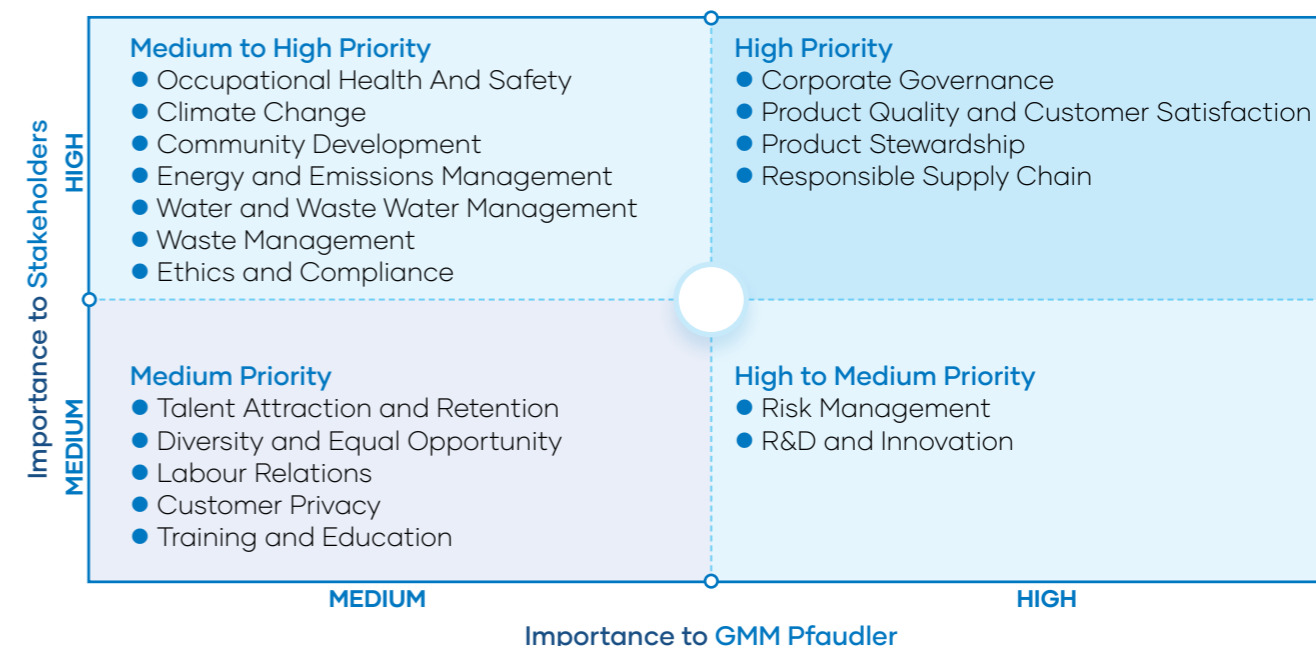 Importance to Stakeholders
HIGH
MEDIUM
Medium to High Priority
● Occupational Health And Safety
● Climate Change
● Community Development
● Energy and Emissions Management
● Water and Waste Water Management
● Waste Management
● Ethics and Compliance
High Priority
● Corporate Governance
● Product Quality and Customer Satisfaction
● Product Stewardship
● Responsible Supply Chain
Medium Priority
● Talent Attraction and Retention
● Diversity and Equal Opportunity
● Labour Relations
● Customer Privacy
● Training and Education
High to Medium Priority
● Risk Management
● R&D and Innovation
MEDIUM
HIGH
Importance to GMM Pfaudler